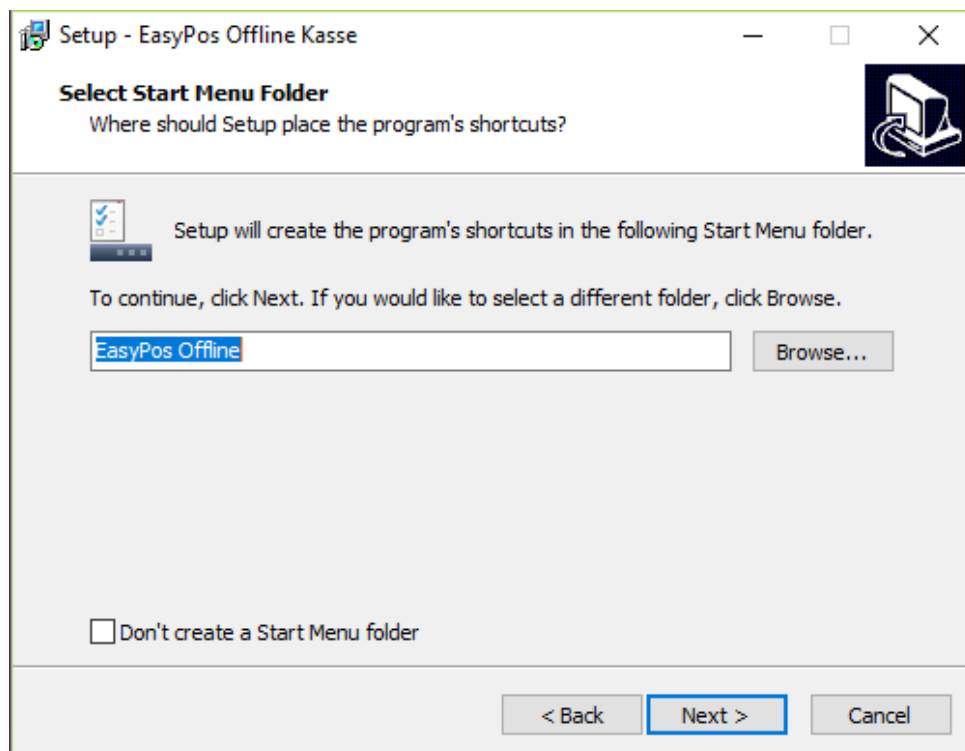 Setup - EasyPos Offline Kasse
Select Start Menu Folder
Where should Setup place the program's shortcuts?
Setup will create the program's shortcuts in the following Start Menu folder.
To continue, click Next. If you would like to select a different folder, click Browse.
EasyPos Offline
Browse...
Don't create a Start Menu folder
< Back
Next >
Cancel